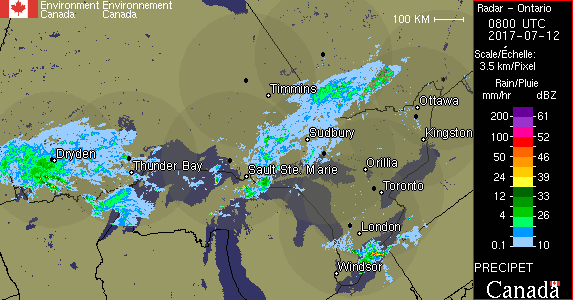 Environment Environnement
Canada Canada
100 KM
Timmins
Ottawa
Sudbury
Kingston
Dryden
Thunder Bay
Sault Ste. Marie
Orillia
Toronto
London
Windsor
Radar - Ontario
0800 UTC
2017-07-12
Scale/Échelle:
3.5 km/Pixel
Rain/Pluie
mm/hr dBZ
200 61
100 52
50 46
24 39
12 33
4 26
0.1 10
PRECIPET
Canada